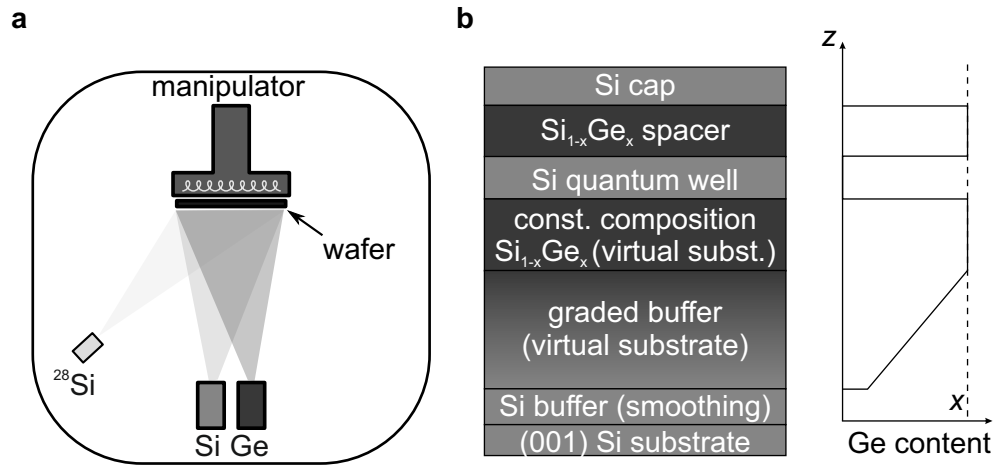 a
manipulator
wafer
²⁸Si
Si Ge
b
Si cap
Si₁₋ₓGeₓ spacer
Si quantum well
const. composition
Si₁₋ₓGeₓ (virtual subst.)
graded buffer
(virtual substrate)
Si buffer (smoothing)
(001) Si substrate
z
x
Ge content